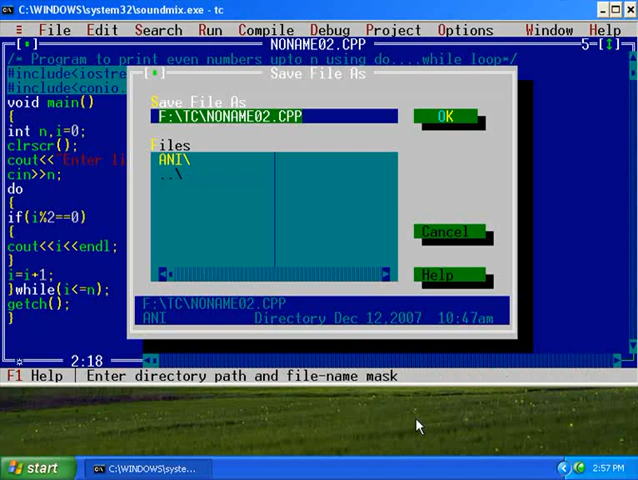 C:\WINDOWS\system32\soundmix.exe - tc
≡ File Edit Search Run Compile Debug Project Options Window Help
NONAME02.CPP 5
/* Program to print even numbers upto n using do....while loop*/
#include<iostre
#include<conio.
void main()
{
int n,i=0;
clrscr();
cout<<"Enter li
cin>>n;
do
{
if(i%2==0)
{
cout<<i<<endl;
}
i=i+1;
}while(i<=n);
getch();
}
2:18
Save File As
Save File As
F:\TC\NONAME02.CPP
OK
Files
ANI\
..\
Cancel
Help
F:\TC\NONAME02.CPP
ANI Directory Dec 12,2007 10:47am
F1 Help | Enter directory path and file-name mask
start
C:\WINDOWS\syste...
2:57 PM